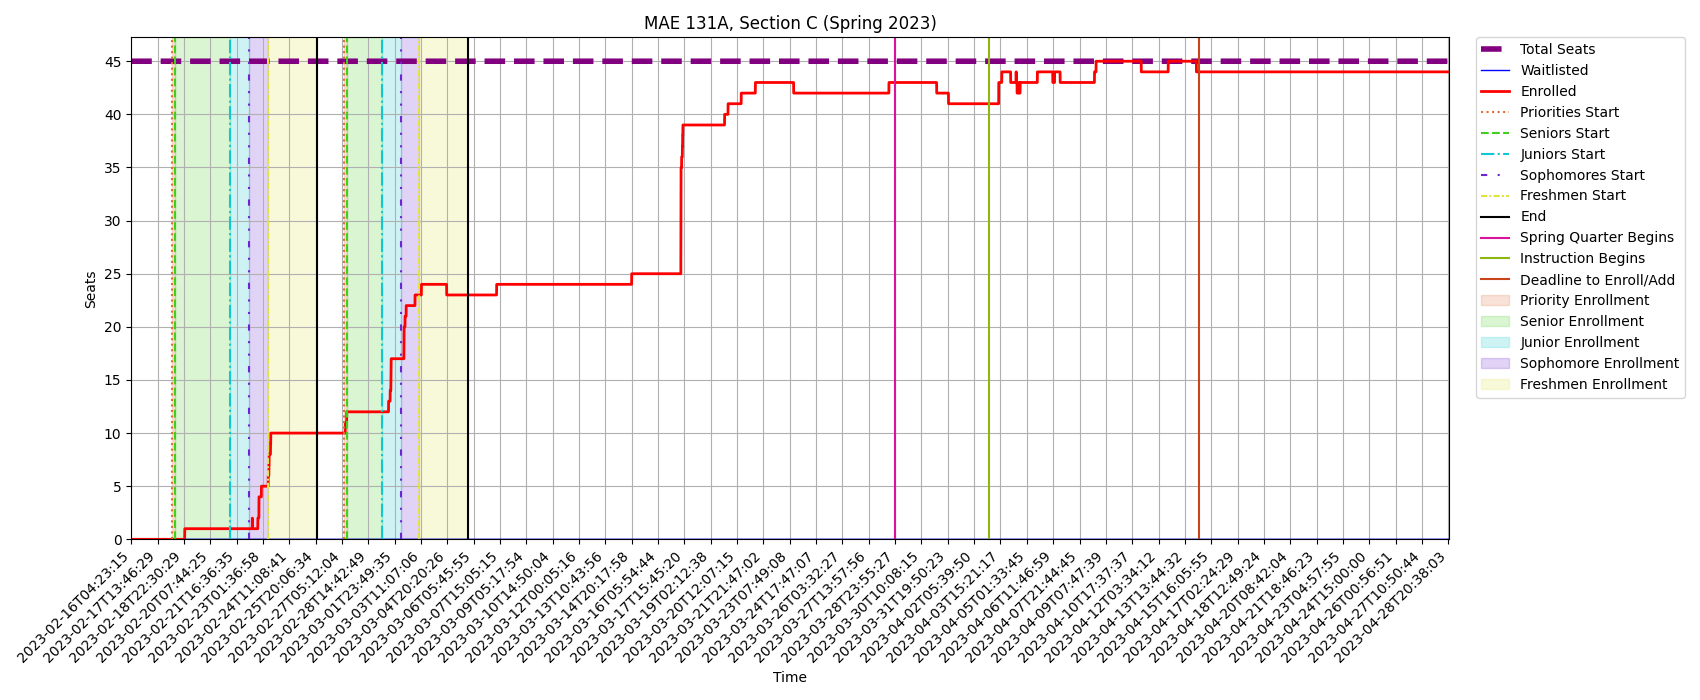 MAE 131A, Section C (Spring 2023)
Seats
45
40
35
30
25
20
15
10
5
0
2023-02-16T04:23:15
2023-02-17T13:46:29
2023-02-18T22:30:29
2023-02-20T07:44:25
2023-02-21T16:36:35
2023-02-23T01:36:58
2023-02-24T11:08:41
2023-02-25T20:06:34
2023-02-27T05:12:04
2023-02-28T14:42:49
2023-03-01T23:49:35
2023-03-03T11:07:06
2023-03-04T20:20:26
2023-03-06T05:45:55
2023-03-07T15:05:15
2023-03-09T05:17:54
2023-03-10T14:50:04
2023-03-12T00:05:16
2023-03-13T10:43:56
2023-03-14T20:17:58
2023-03-16T05:54:44
2023-03-17T15:45:20
2023-03-19T02:12:38
2023-03-20T12:07:15
2023-03-21T21:47:02
2023-03-23T07:49:08
2023-03-24T17:47:07
2023-03-26T03:32:27
2023-03-27T13:57:56
2023-03-28T23:55:27
2023-03-30T10:08:15
2023-03-31T19:50:23
2023-04-02T05:39:50
2023-04-03T15:21:17
2023-04-05T01:33:45
2023-04-06T11:46:59
2023-04-07T21:44:45
2023-04-09T07:47:39
2023-04-10T17:37:37
2023-04-12T03:34:12
2023-04-13T13:44:32
2023-04-15T16:05:55
2023-04-17T02:24:29
2023-04-18T12:49:24
2023-04-20T08:42:04
2023-04-21T18:46:23
2023-04-23T04:57:55
2023-04-24T15:00:00
2023-04-26T00:56:51
2023-04-27T10:50:44
2023-04-28T20:38:03
Time
Total Seats
Waitlisted
Enrolled
Priorities Start
Seniors Start
Juniors Start
Sophomores Start
Freshmen Start
End
Spring Quarter Begins
Instruction Begins
Deadline to Enroll/Add
Priority Enrollment
Senior Enrollment
Junior Enrollment
Sophomore Enrollment
Freshmen Enrollment